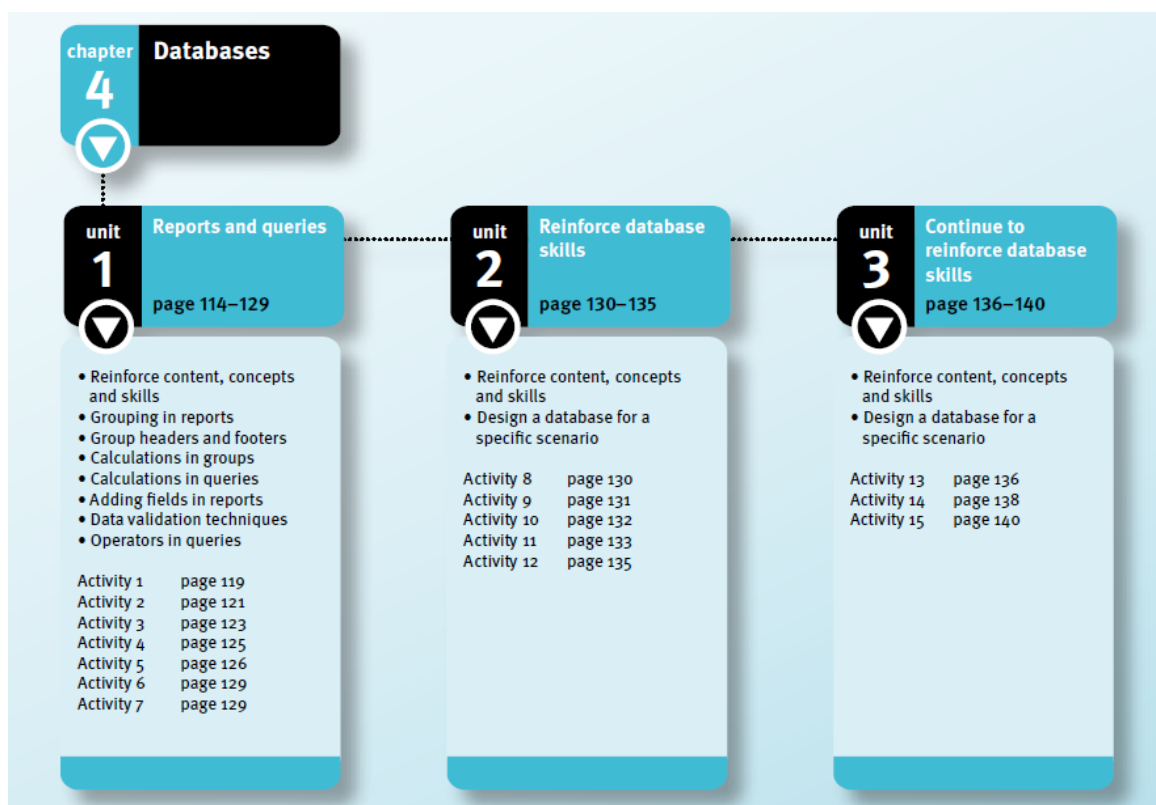 chapter
4
Databases
unit
1
Reports and queries
page 114–129
• Reinforce content, concepts
and skills
• Grouping in reports
• Group headers and footers
• Calculations in groups
• Calculations in queries
• Adding fields in reports
• Data validation techniques
• Operators in queries
Activity 1 page 119
Activity 2 page 121
Activity 3 page 123
Activity 4 page 125
Activity 5 page 126
Activity 6 page 129
Activity 7 page 129
unit
2
Reinforce database
skills
page 130–135
• Reinforce content, concepts
and skills
• Design a database for a
specific scenario
Activity 8 page 130
Activity 9 page 131
Activity 10 page 132
Activity 11 page 133
Activity 12 page 135
unit
3
Continue to
reinforce database
skills
page 136–140
• Reinforce content, concepts
and skills
• Design a database for a
specific scenario
Activity 13 page 136
Activity 14 page 138
Activity 15 page 140